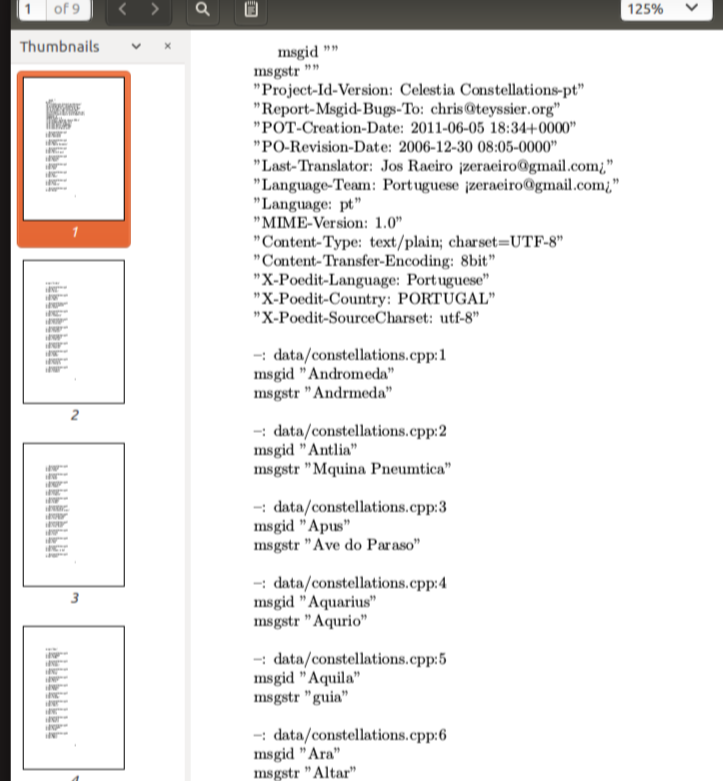 1 of 9
125%
Thumbnails
1
2
3
4
msgid ””
msgstr ””
”Project-Id-Version: Celestia Constellations-pt”
”Report-Msgid-Bugs-To: chris@teyssier.org”
”POT-Creation-Date: 2011-06-05 18:34+0000”
”PO-Revision-Date: 2006-12-30 08:05-0000”
”Last-Translator: Jos Raeiro ¡zeraeiro@gmail.com¿”
”Language-Team: Portuguese ¡zeraeiro@gmail.com¿”
”Language: pt”
”MIME-Version: 1.0”
”Content-Type: text/plain; charset=UTF-8”
”Content-Transfer-Encoding: 8bit”
”X-Poedit-Language: Portuguese”
”X-Poedit-Country: PORTUGAL”
”X-Poedit-SourceCharset: utf-8”
–: data/constellations.cpp:1
msgid ”Andromeda”
msgstr ”Andrmeda”
–: data/constellations.cpp:2
msgid ”Antlia”
msgstr ”Mquina Pneumtica”
–: data/constellations.cpp:3
msgid ”Apus”
msgstr ”Ave do Paraso”
–: data/constellations.cpp:4
msgid ”Aquarius”
msgstr ”Aqurio”
–: data/constellations.cpp:5
msgid ”Aquila”
msgstr ”guia”
–: data/constellations.cpp:6
msgid ”Ara”
msgstr ”Altar”